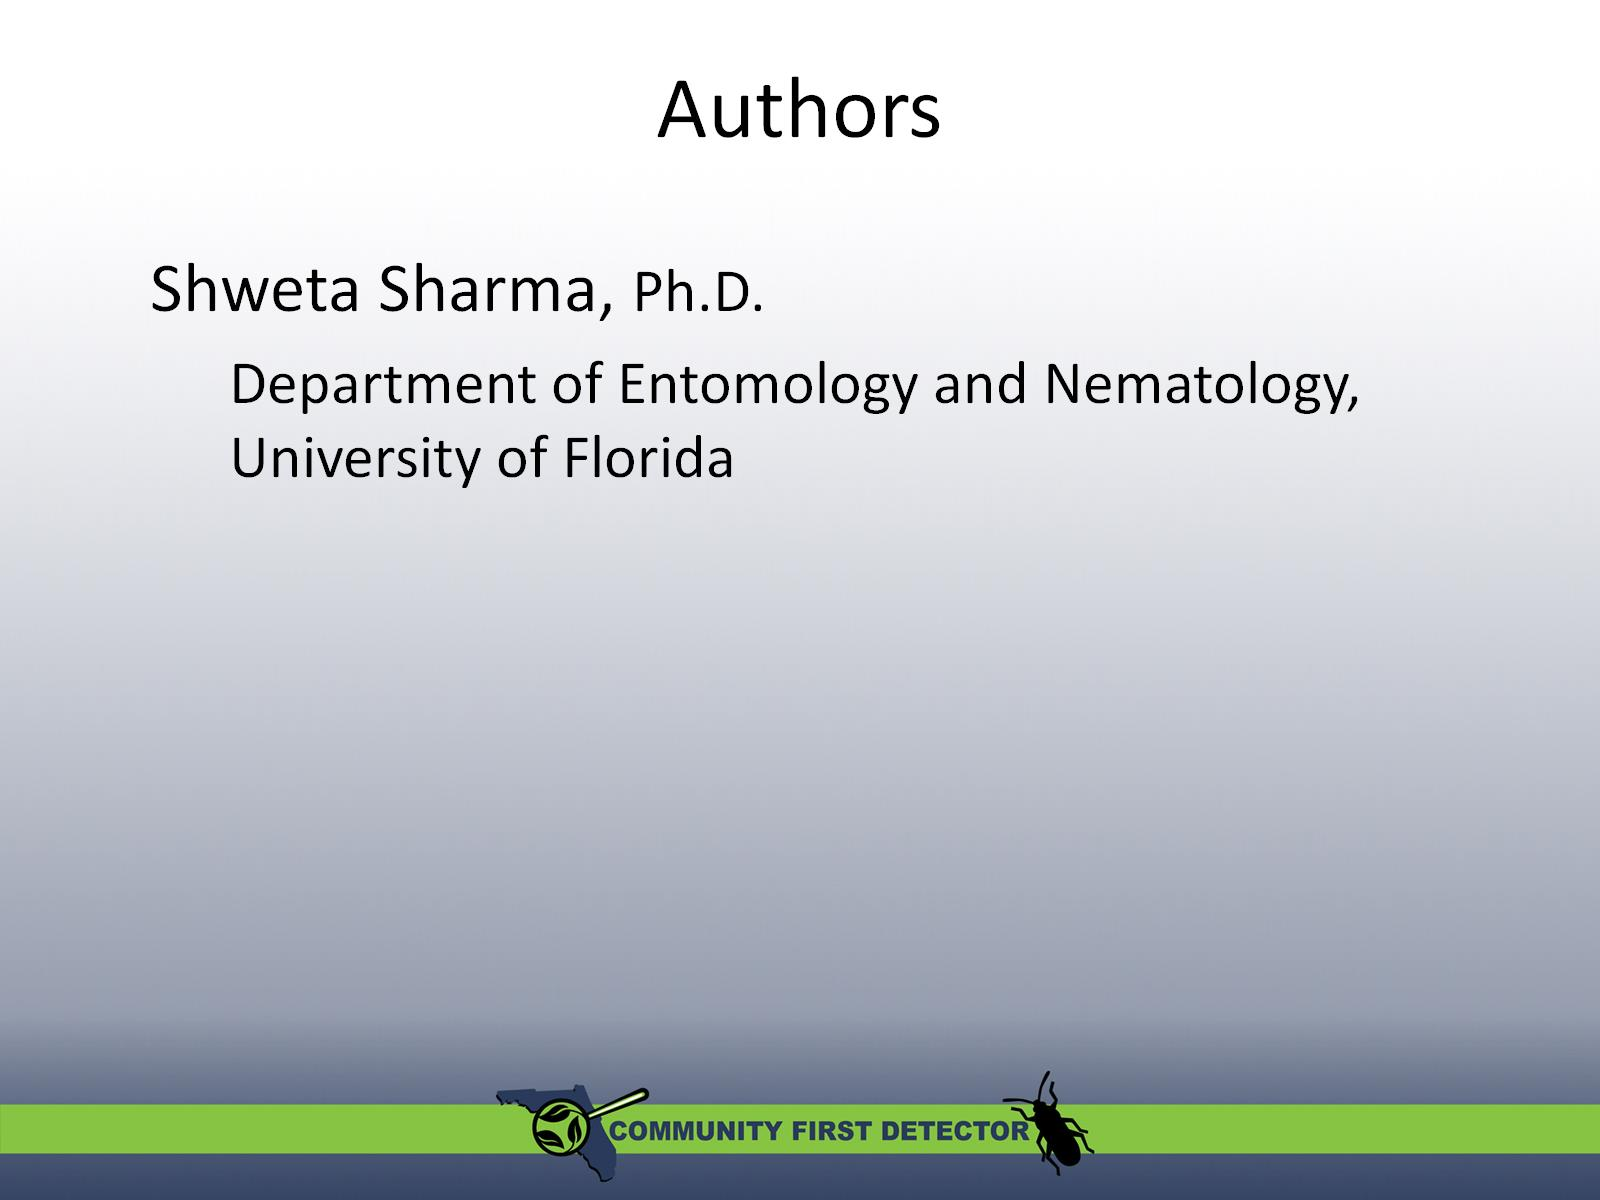 Authors
Shweta Sharma, Ph.D.
Department of Entomology and Nematology,
University of Florida
COMMUNITY FIRST DETECTOR